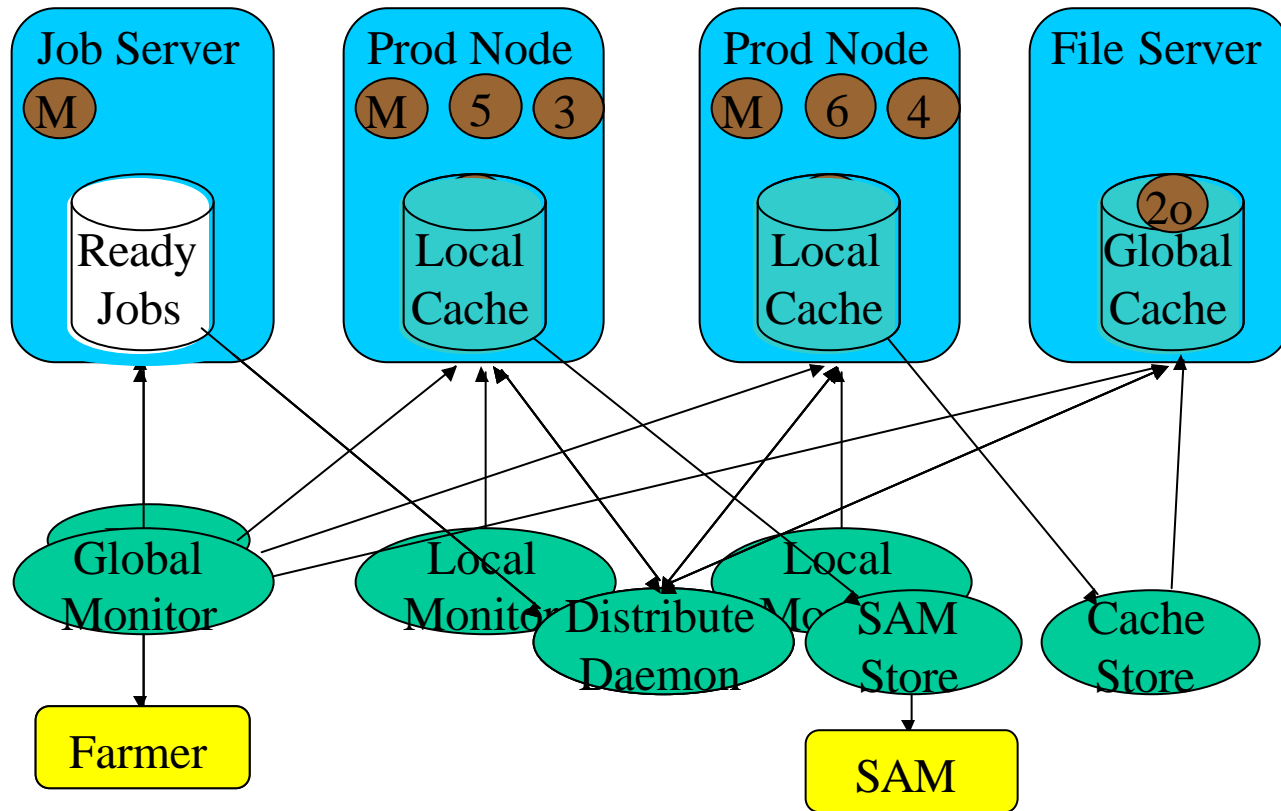 Job Server
Prod Node
Prod Node
File Server
M
M
5
3
M
6
4
2o
Ready
Jobs
Local
Cache
Local
Cache
Global
Cache
Global
Monitor
Local
Monitor
Local
Distribute
Daemon
SAM
Store
Cache
Store
Farmer
SAM